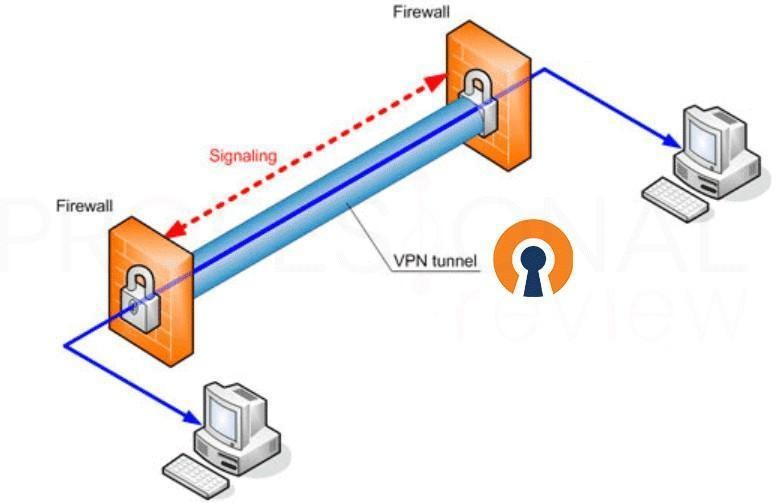 Firewall
Signaling
Firewall
VPN tunnel
PROFESIONAL
review